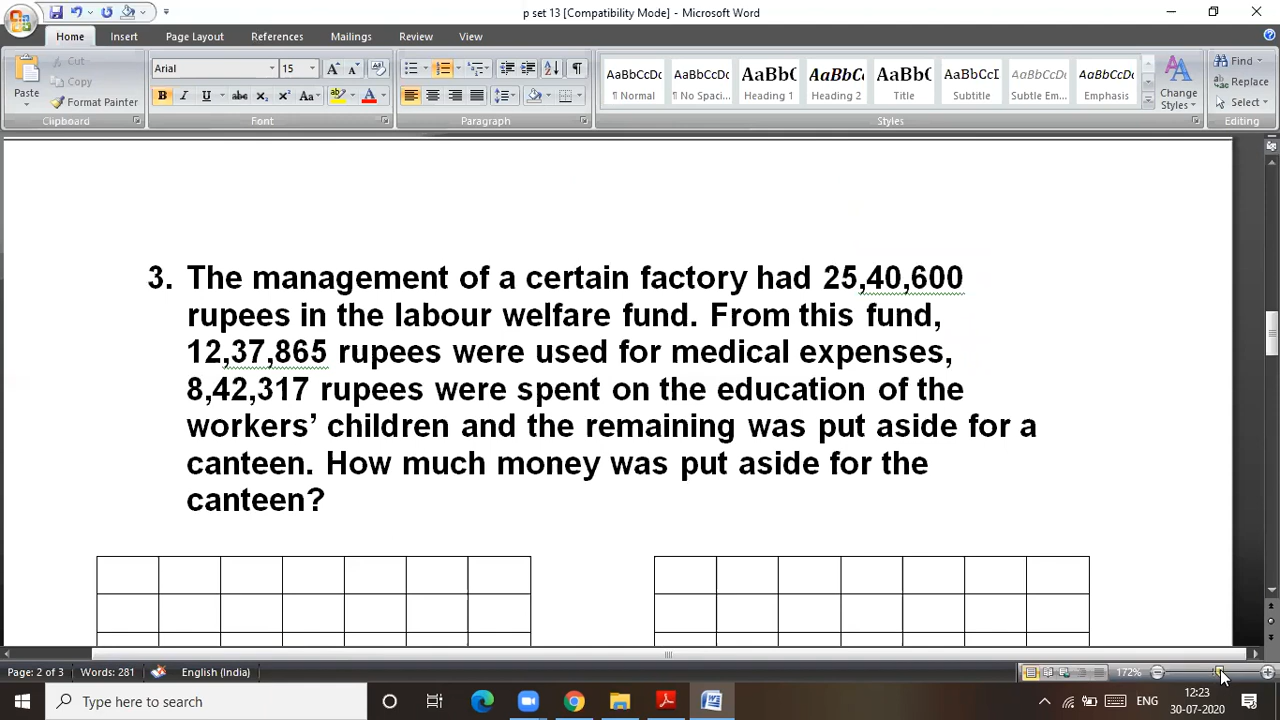 p set 13 [Compatibility Mode] - Microsoft Word
Home Insert Page Layout References Mailings Review View
Paste
Cut
Copy
Format Painter
Clipboard
Arial 15
B I U abc x₂ x² Aa
Font
Paragraph
AaBbCcDc AaBbCcDc AaBbC AaBbC AaBbC AaBbCcI AaBbCcDc AaBbCcDc
¶ Normal ¶ No Spaci... Heading 1 Heading 2 Title Subtitle Subtle Em... Emphasis
Change Styles
Styles
Find
Replace
Select
Editing
3. The management of a certain factory had 25,40,600
rupees in the labour welfare fund. From this fund,
12,37,865 rupees were used for medical expenses,
8,42,317 rupees were spent on the education of the
workers’ children and the remaining was put aside for a
canteen. How much money was put aside for the
canteen?
Page: 2 of 3 Words: 281 English (India) 172%
Type here to search
ENG
12:23
30-07-2020